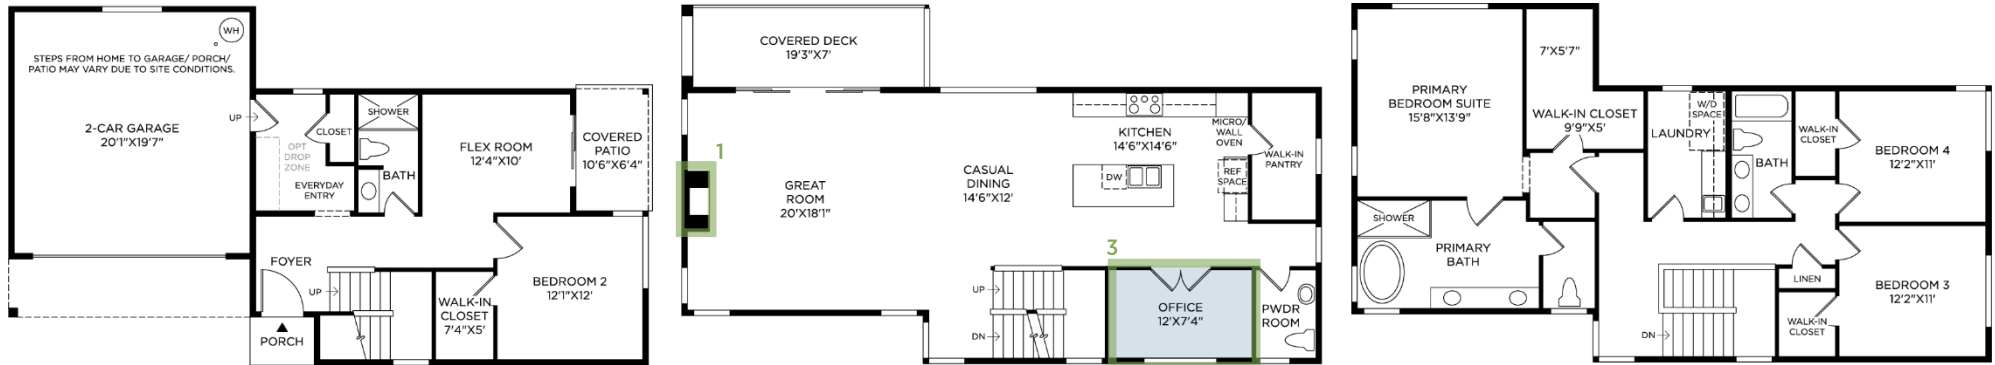 WH
STEPS FROM HOME TO GARAGE/ PORCH/
PATIO MAY VARY DUE TO SITE CONDITIONS.
2-CAR GARAGE
20'1"X19'7"
UP
CLOSET
OPT
DROP
ZONE
EVERYDAY
ENTRY
SHOWER
BATH
FLEX ROOM
12'4"X10'
COVERED
PATIO
10'6"X6'4"
FOYER
UP
PORCH
WALK-IN
CLOSET
7'4"X5'
BEDROOM 2
12'1"X12'
COVERED DECK
19'3"X7'
1
GREAT
ROOM
20'X18'1"
CASUAL
DINING
14'6"X12'
KITCHEN
14'6"X14'6"
MICRO/
WALL
OVEN
WALK-IN
PANTRY
DW
REF
SPACE
3
UP
DN
OFFICE
12'X7'4"
PWDR
ROOM
PRIMARY
BEDROOM SUITE
15'8"X13'9"
7'X5'7"
WALK-IN CLOSET
9'9"X5'
W/D
SPACE
LAUNDRY
BATH
WALK-IN
CLOSET
BEDROOM 4
12'2"X11'
SHOWER
PRIMARY
BATH
LINEN
DN
WALK-IN
CLOSET
BEDROOM 3
12'2"X11'